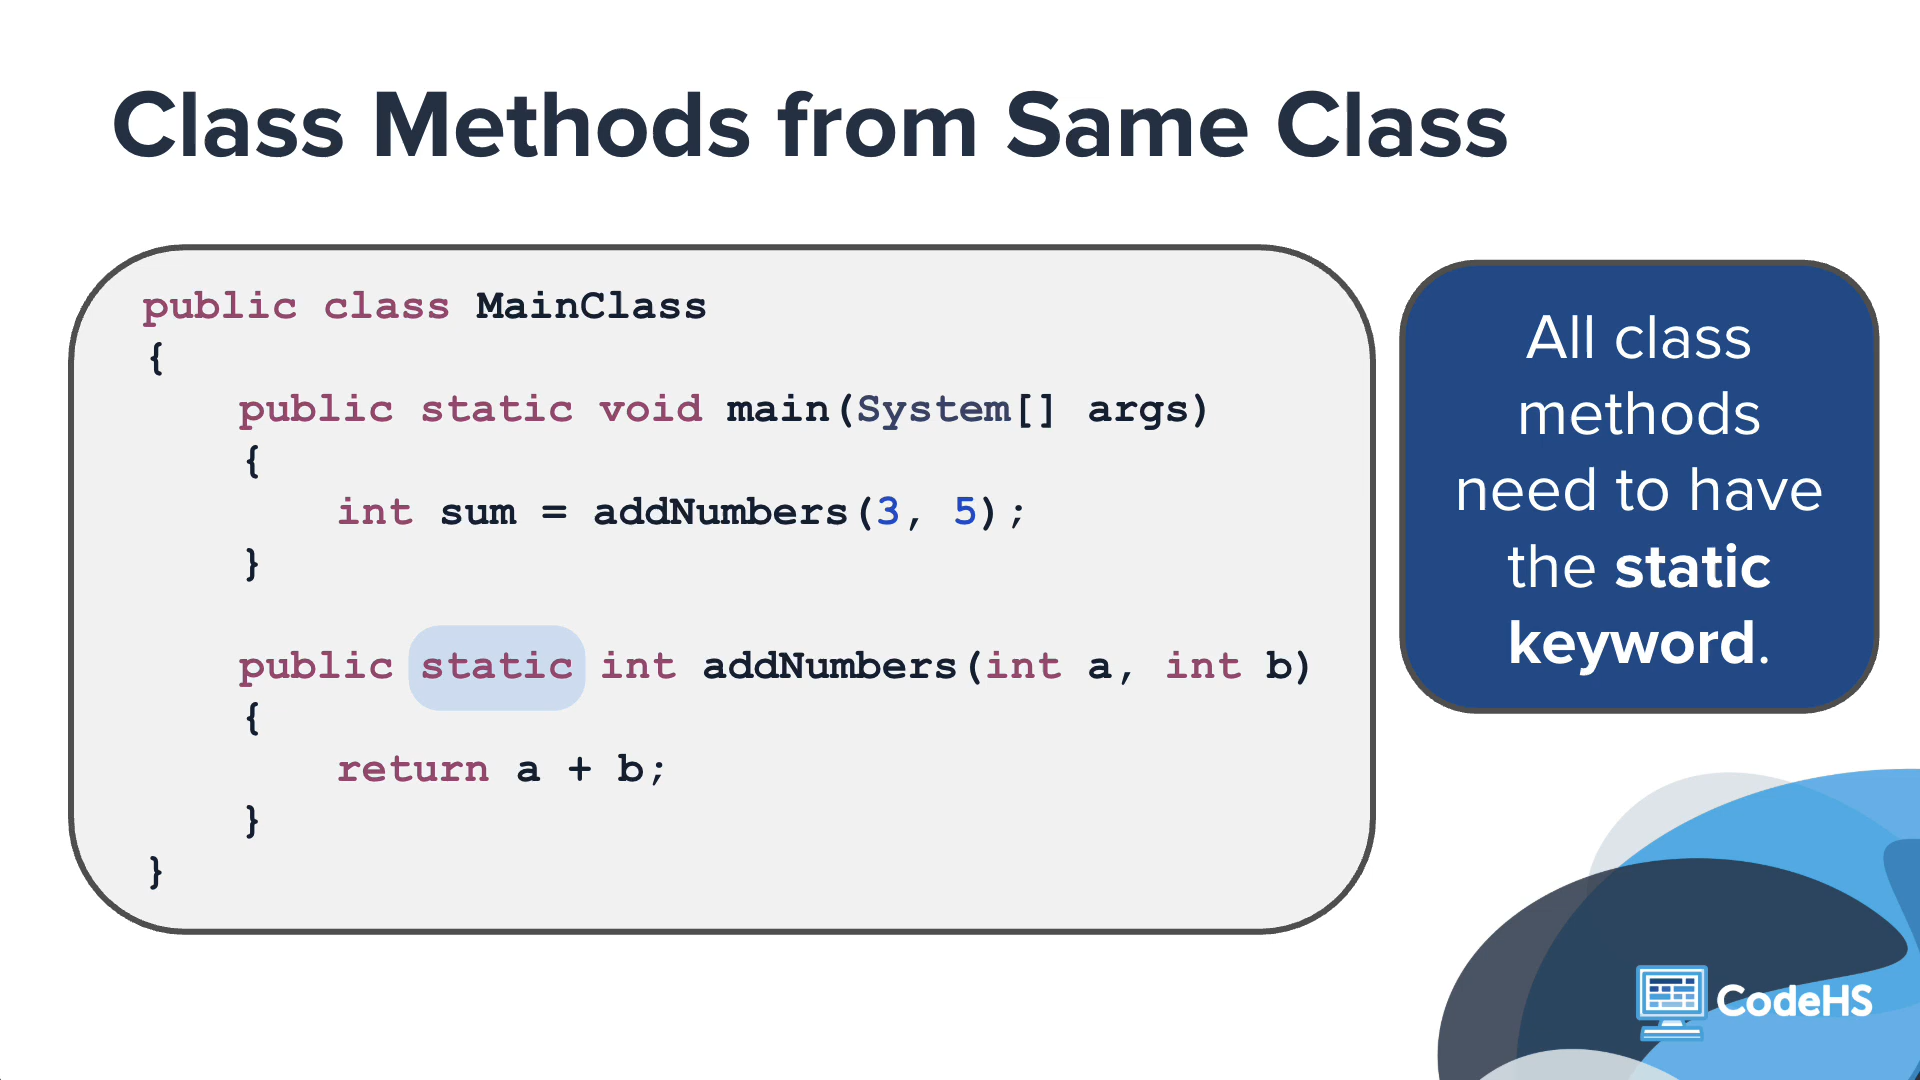 Class Methods from Same Class
public class MainClass
{
public static void main(System[] args)
{
int sum = addNumbers(3, 5);
}
public static int addNumbers(int a, int b)
{
return a + b;
}
}
All class
methods
need to have
the static
keyword.
CodeHS